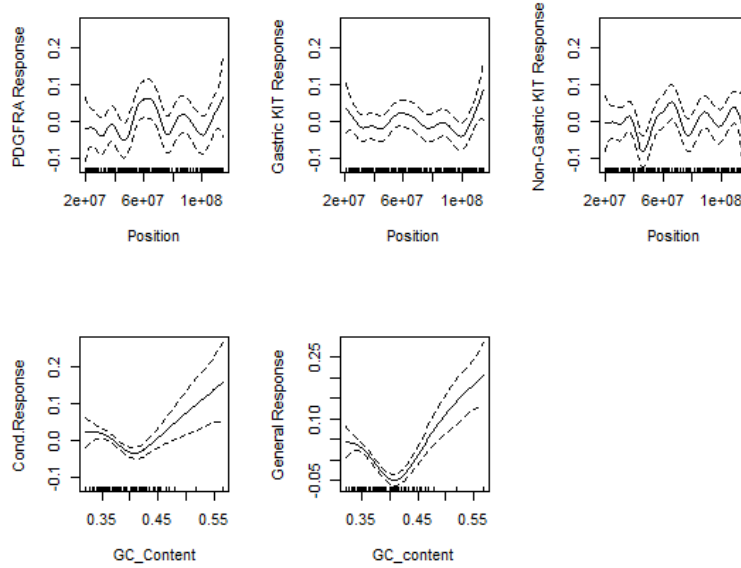 PDGFRA Response
0.2
0.1
0.0
-0.1
2e+07 6e+07 1e+08
Position
Gastric KIT Response
0.2
0.1
0.0
-0.1
2e+07 6e+07 1e+08
Position
Non-Gastric KIT Response
0.2
0.1
0.0
-0.1
2e+07 6e+07 1e+08
Position
Cond.Response
0.2
0.1
0.0
-0.1
0.35 0.45 0.55
GC_Content
General Response
0.25
0.10
-0.05
0.35 0.45 0.55
GC_content